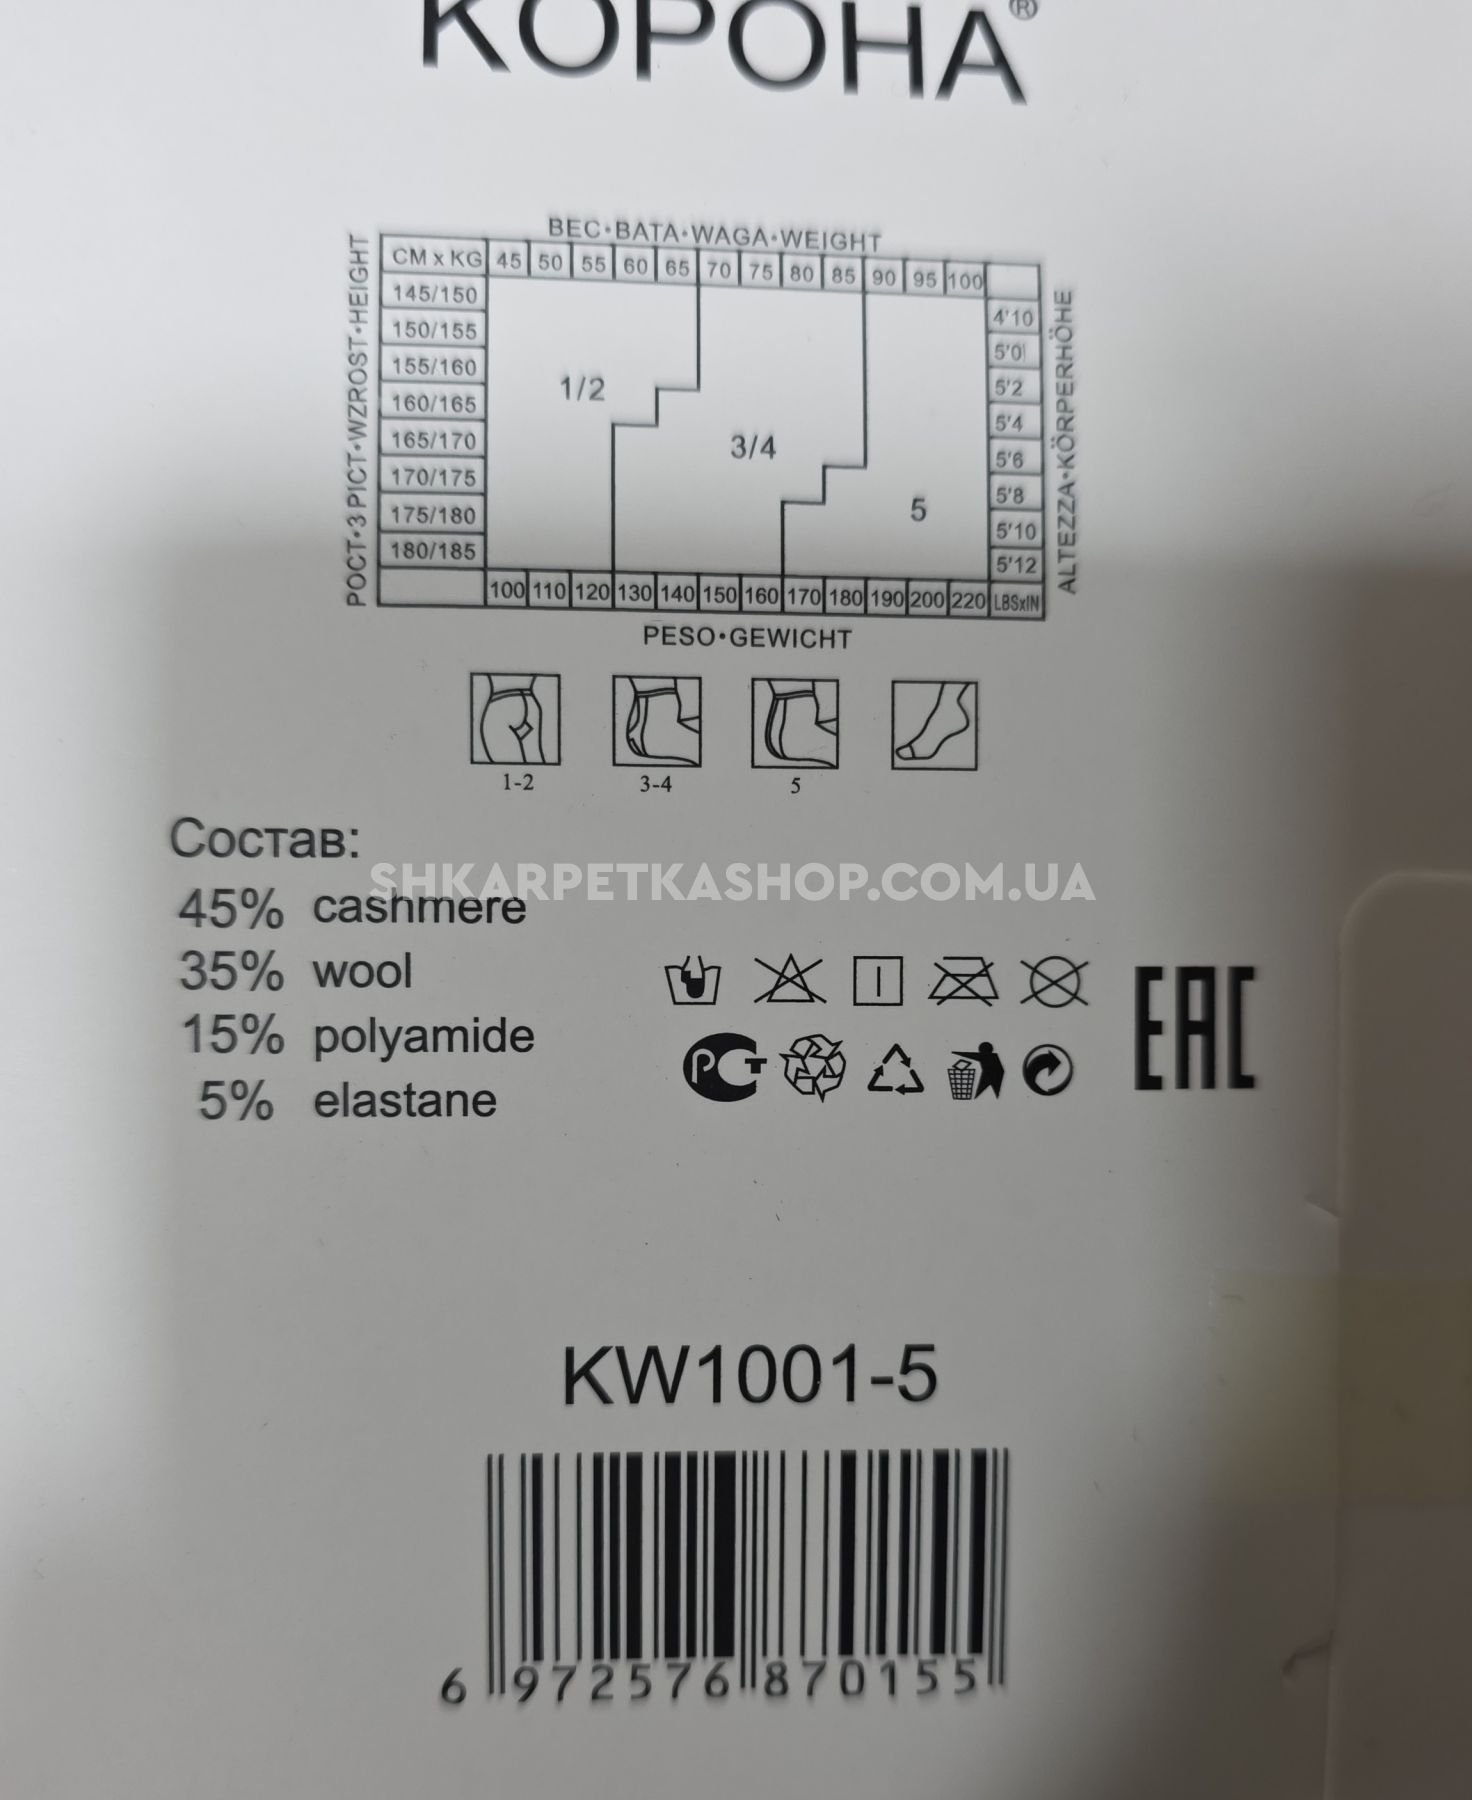 КОРОНА®
ВЕС•ВАТА•WAGA•WEIGHT
РОСТ•З РІСТ•WZROST•HEIGHT
CM x KG 45 50 55 60 65 70 75 80 85 90 95 100
145/150 4'10
150/155 5'0
155/160 5'2
1/2
160/165 5'4
165/170 3/4 5'6
170/175 5'8
175/180 5 5'10
180/185 5'12
100 110 120 130 140 150 160 170 180 190 200 220 LBSxIN
ALTEZZA•KÖRPERHÖHE
PESO•GEWICHT
1-2 3-4 5
Состав:
SHKARPETKASHOP.COM.UA
45% cashmere
35% wool
15% polyamide
5% elastane
РСТ
EAC
KW1001-5
6 972576 870155